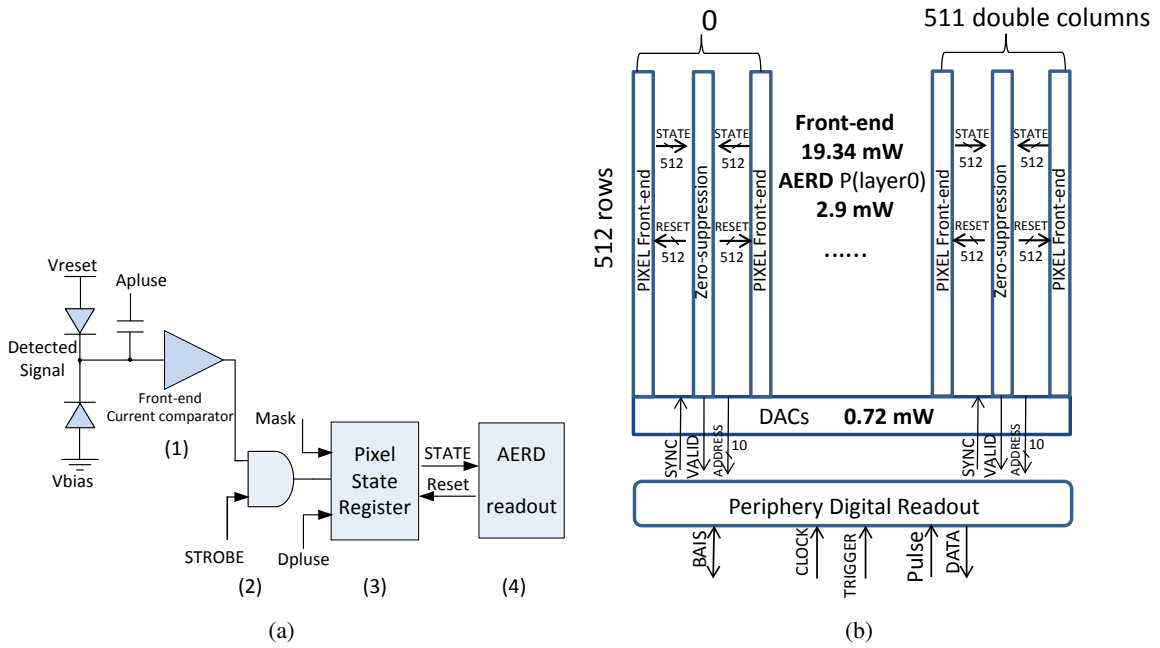 Vreset
Apluse
Detected
Signal
Front-end
Current comparator
(1)
Vbias
Mask
STROBE
(2)
Pixel
State
Register
Dpluse
(3)
STATE
Reset
AERD
readout
(4)
(a)
0
511 double columns
512 rows
PIXEL Front-end
STATE
512
RESET
512
Zero-suppression
STATE
512
RESET
512
PIXEL Front-end
Front-end
19.34 mW
AERD P(layer0)
2.9 mW
......
PIXEL Front-end
STATE
512
RESET
512
Zero-suppression
STATE
512
RESET
512
PIXEL Front-end
DACs 0.72 mW
SYNC
VALID
ADDRESS
10
SYNC
VALID
ADDRESS
10
Periphery Digital Readout
BAIS
CLOCK
TRIGGER
Pulse
DATA
(b)